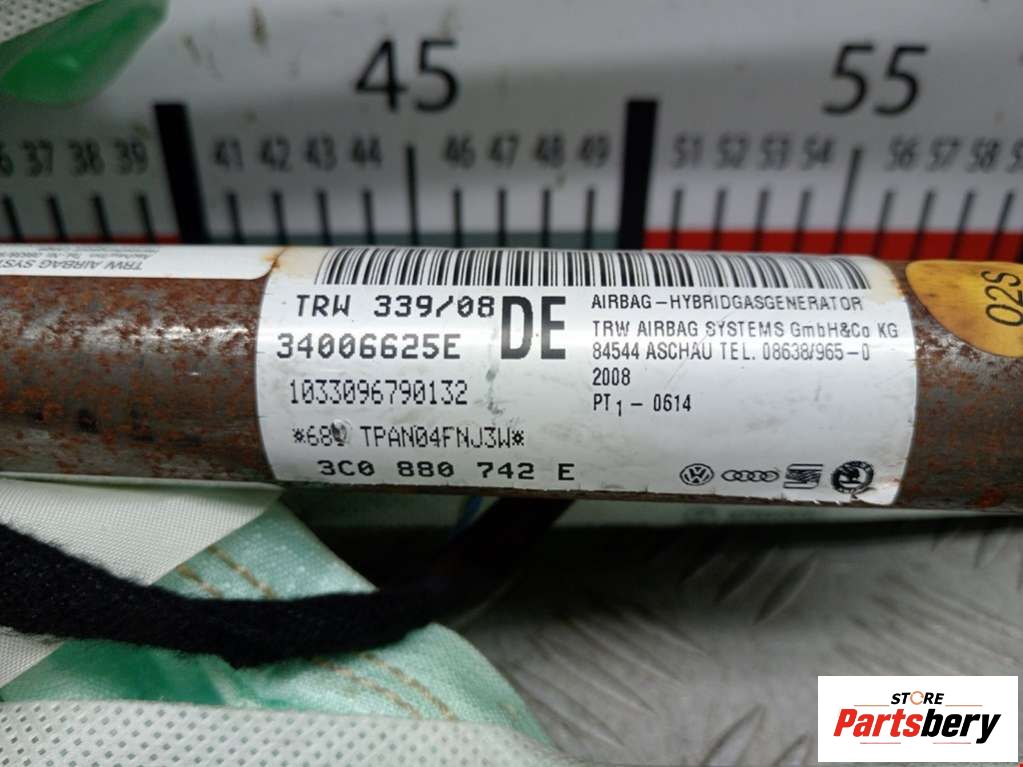 45 55
37 38 39 41 42 43 44 46 47 48 49 51 52 53 54 56 57 58
TRW AIRBAG
TRW 339/08
34006625E
DE
1033096790132
TPAN04FNJ3W*
3C0 880 742 E
AIRBAG-HYBRIDGASGENERATOR
TRW AIRBAG SYSTEMS GmbH&Co KG
84544 ASCHAU TEL. 08638/965-0
2008
PT1 - 0614
02S
STORE
Partsbery